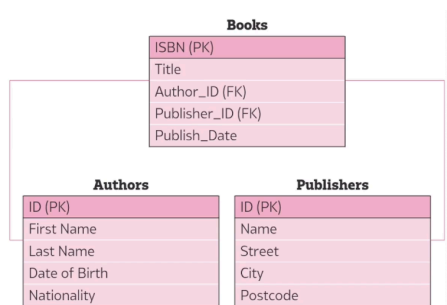 Books
ISBN (PK)
Title
Author_ID (FK)
Publisher_ID (FK)
Publish_Date
Authors
ID (PK)
First Name
Last Name
Date of Birth
Nationality
Publishers
ID (PK)
Name
Street
City
Postcode